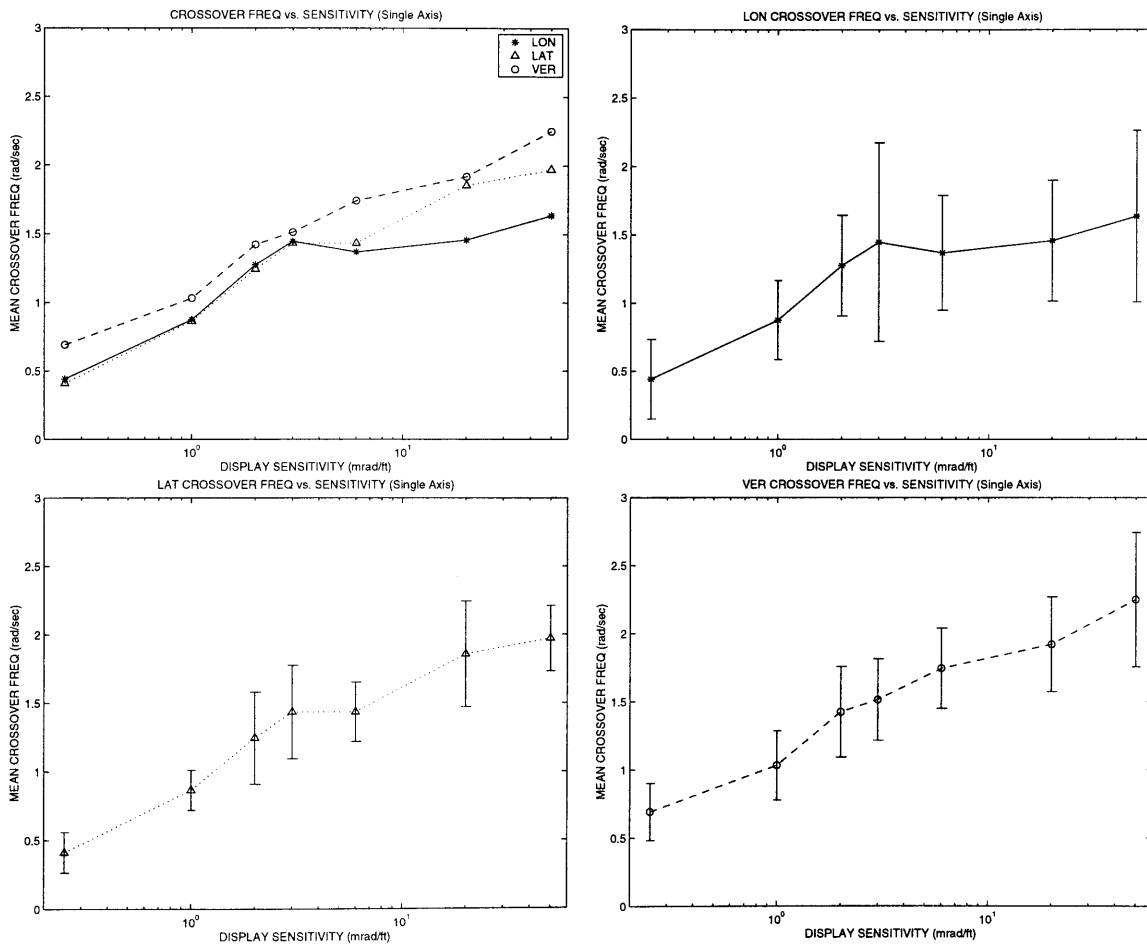 CROSSOVER FREQ vs. SENSITIVITY (Single Axis)
3
2.5
2
1.5
1
0.5
0
MEAN CROSSOVER FREQ (rad/sec)
LON
LAT
VER
10^0
10^1
DISPLAY SENSITIVITY (mrad/ft)
LON CROSSOVER FREQ vs. SENSITIVITY (Single Axis)
3
2.5
2
1.5
1
0.5
0
MEAN CROSSOVER FREQ (rad/sec)
10^0
10^1
DISPLAY SENSITIVITY (mrad/ft)
LAT CROSSOVER FREQ vs. SENSITIVITY (Single Axis)
3
2.5
2
1.5
1
0.5
0
MEAN CROSSOVER FREQ (rad/sec)
10^0
10^1
DISPLAY SENSITIVITY (mrad/ft)
VER CROSSOVER FREQ vs. SENSITIVITY (Single Axis)
3
2.5
2
1.5
1
0.5
0
MEAN CROSSOVER FREQ (rad/sec)
10^0
10^1
DISPLAY SENSITIVITY (mrad/ft)